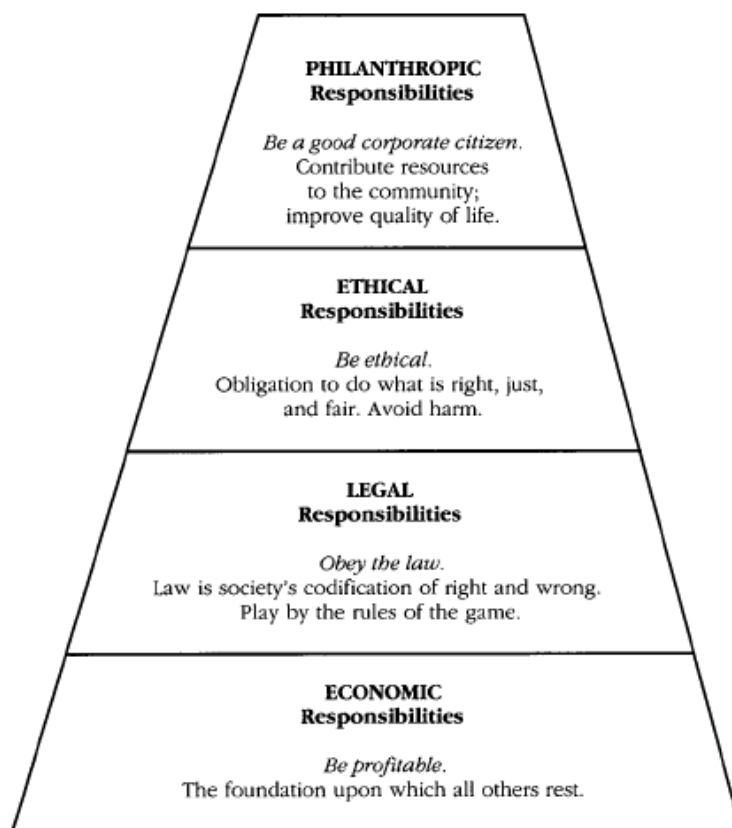 PHILANTHROPIC
Responsibilities
Be a good corporate citizen.
Contribute resources
to the community;
improve quality of life.
ETHICAL
Responsibilities
Be ethical.
Obligation to do what is right, just,
and fair. Avoid harm.
LEGAL
Responsibilities
Obey the law.
Law is society's codification of right and wrong.
Play by the rules of the game.
ECONOMIC
Responsibilities
Be profitable.
The foundation upon which all others rest.